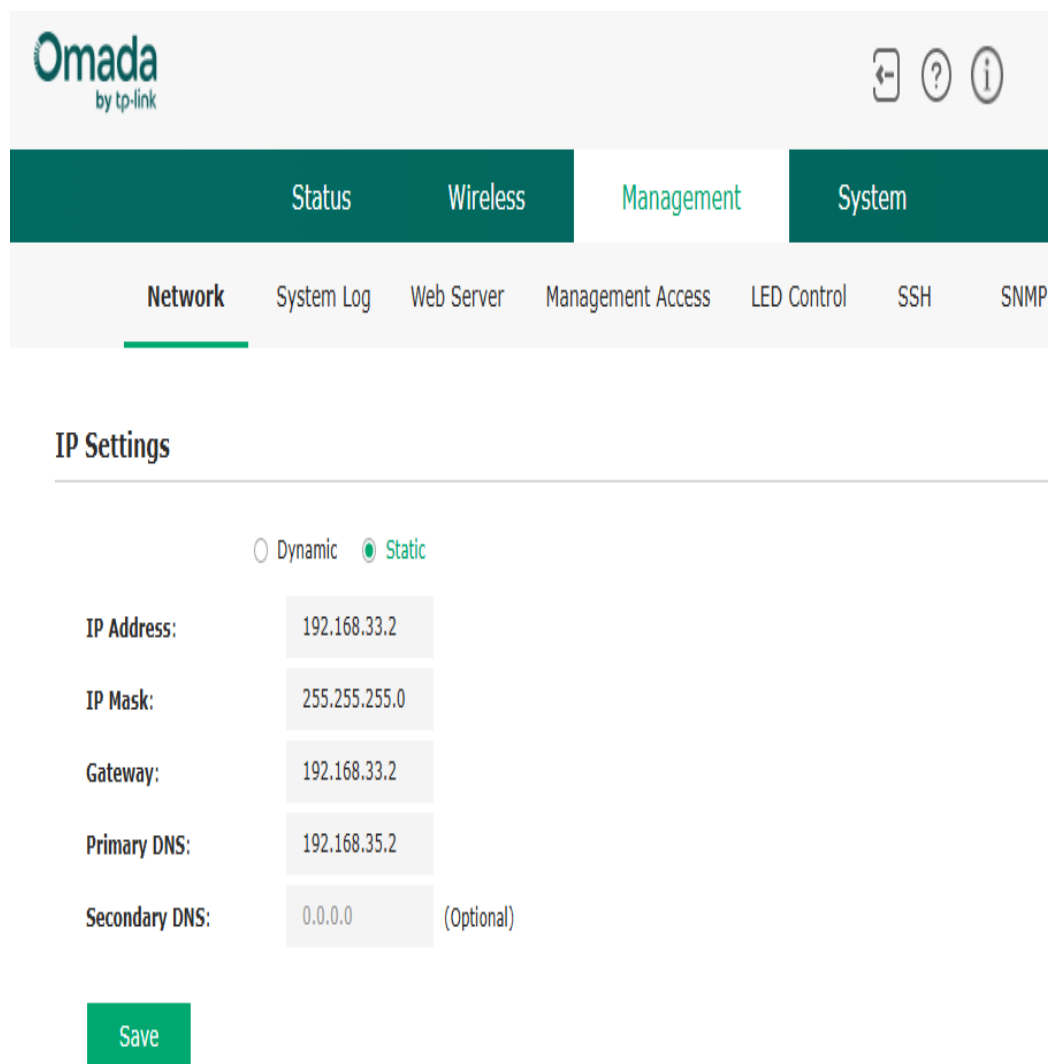 Omada
by tp-link
Status Wireless Management System
Network System Log Web Server Management Access LED Control SSH SNMP
IP Settings
Dynamic Static
IP Address: 192.168.33.2
IP Mask: 255.255.255.0
Gateway: 192.168.33.2
Primary DNS: 192.168.35.2
Secondary DNS: 0.0.0.0 (Optional)
Save